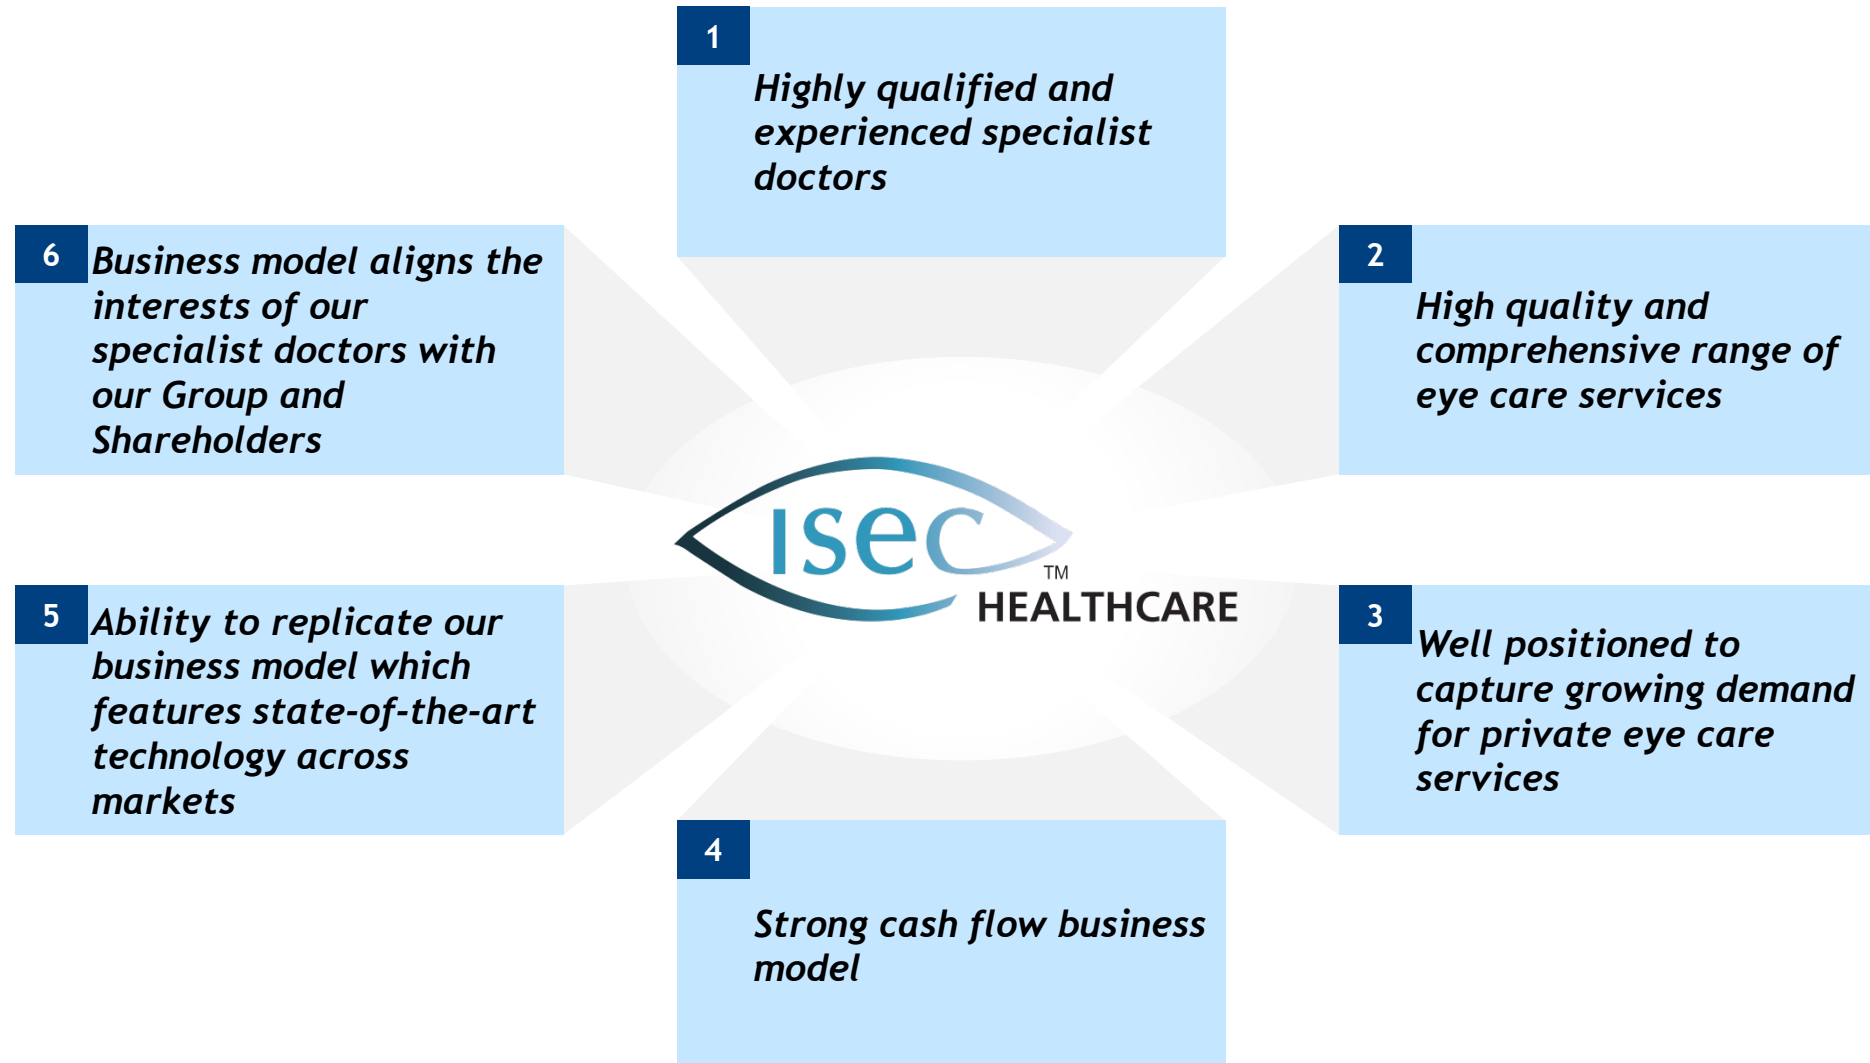 1
Highly qualified and
experienced specialist
doctors
2
High quality and
comprehensive range of
eye care services
3
Well positioned to
capture growing demand
for private eye care
services
4
Strong cash flow business
model
5
Ability to replicate our
business model which
features state-of-the-art
technology across
markets
6
Business model aligns the
interests of our
specialist doctors with
our Group and
Shareholders
ısec
TM
HEALTHCARE